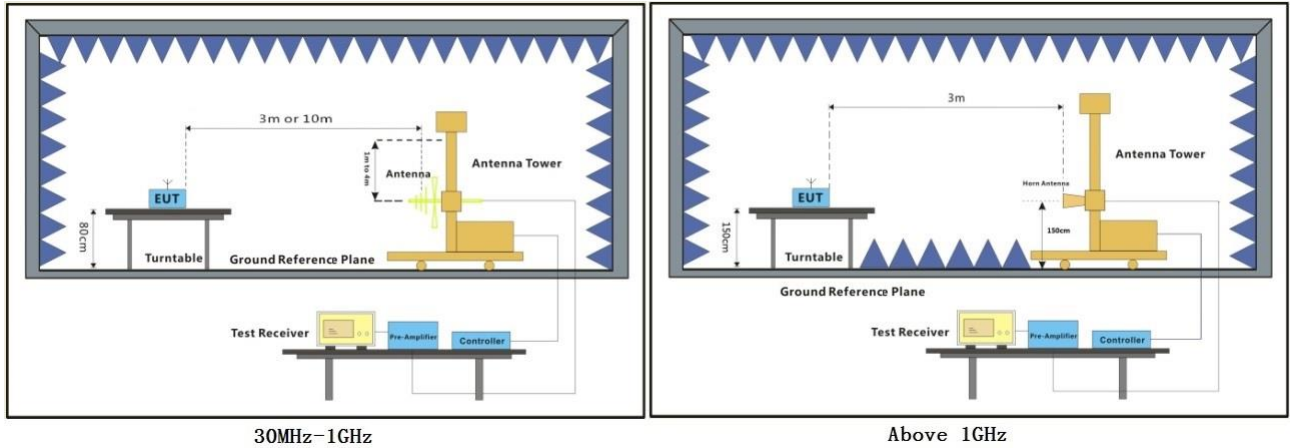 3m or 10m
1m to 4m
Antenna
Antenna Tower
EUT
80cm
Turntable
Ground Reference Plane
Test Receiver
Pre-Amplifier
Controller
30MHz-1GHz
3m
Antenna Tower
Horn Antenna
EUT
150cm
150cm
Turntable
Ground Reference Plane
Test Receiver
Pre-Amplifier
Controller
Above 1GHz